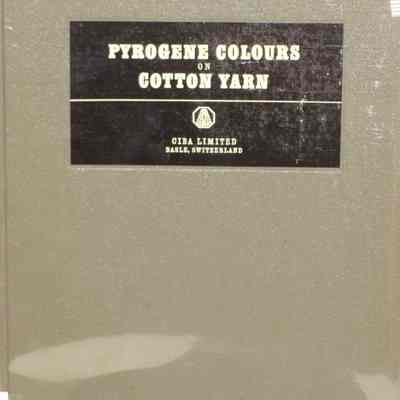 PYROGENE COLOURS
ON
COTTON YARN
CIBA LIMITED
BASLE, SWITZERLAND